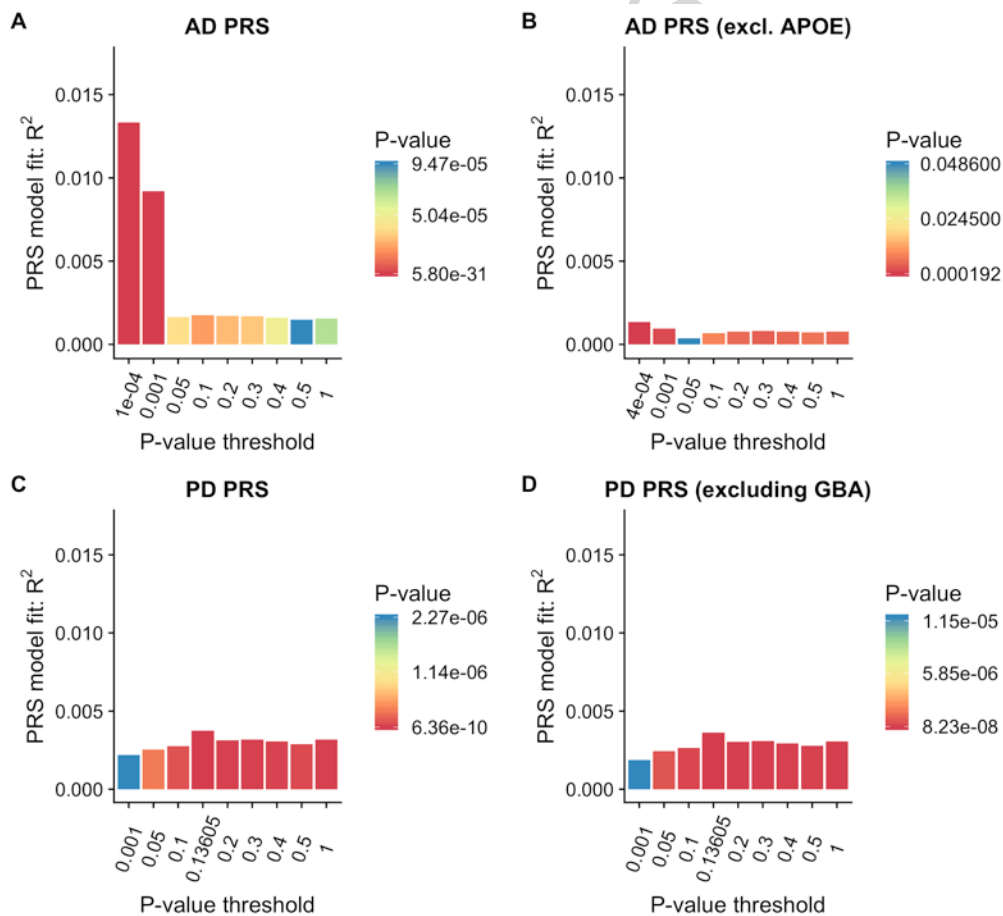 A AD PRS
PRS model fit: R²
0.015
0.010
0.005
0.000
1e-04 0.001 0.05 0.1 0.2 0.3 0.4 0.5 1
P-value threshold
P-value
9.47e-05
5.04e-05
5.80e-31
B AD PRS (excl. APOE)
PRS model fit: R²
0.015
0.010
0.005
0.000
4e-04 0.001 0.05 0.1 0.2 0.3 0.4 0.5 1
P-value threshold
P-value
0.048600
0.024500
0.000192
C PD PRS
PRS model fit: R²
0.015
0.010
0.005
0.000
0.001 0.05 0.1 0.13605 0.2 0.3 0.4 0.5 1
P-value threshold
P-value
2.27e-06
1.14e-06
6.36e-10
D PD PRS (excluding GBA)
PRS model fit: R²
0.015
0.010
0.005
0.000
0.001 0.05 0.1 0.13605 0.2 0.3 0.4 0.5 1
P-value threshold
P-value
1.15e-05
5.85e-06
8.23e-08